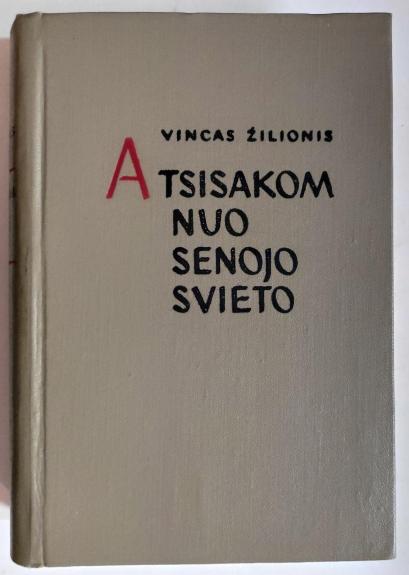 VINCAS ŽILIONIS
ATSISAKOM
NUO
SENOJO
SVIETO